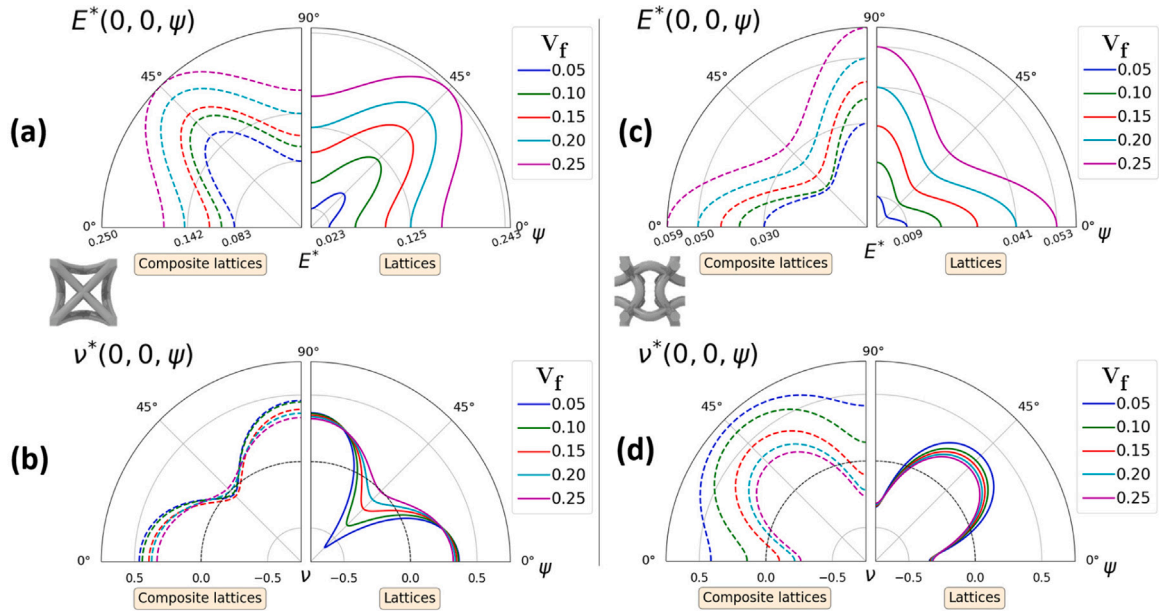 E*(0, 0, ψ)
90°
V_f
0.05
0.10
0.15
0.20
0.25
45°
45°
(a)
0°
0.250
0.142
0.083
0.023
0.125
0.243
0°
ψ
E*
Composite lattices
Lattices
ν*(0, 0, ψ)
90°
V_f
0.05
0.10
0.15
0.20
0.25
45°
45°
(b)
0°
0.5
0.0
−0.5
ν
−0.5
0.0
0.5
0°
ψ
Composite lattices
Lattices
E*(0, 0, ψ)
90°
V_f
0.05
0.10
0.15
0.20
0.25
45°
45°
(c)
0°
0.059
0.050
0.030
0.009
0.041
0.053
0°
ψ
E*
Composite lattices
Lattices
ν*(0, 0, ψ)
90°
V_f
0.05
0.10
0.15
0.20
0.25
45°
45°
(d)
0°
0.5
0.0
−0.5
ν
−0.5
0.0
0.5
0°
ψ
Composite lattices
Lattices